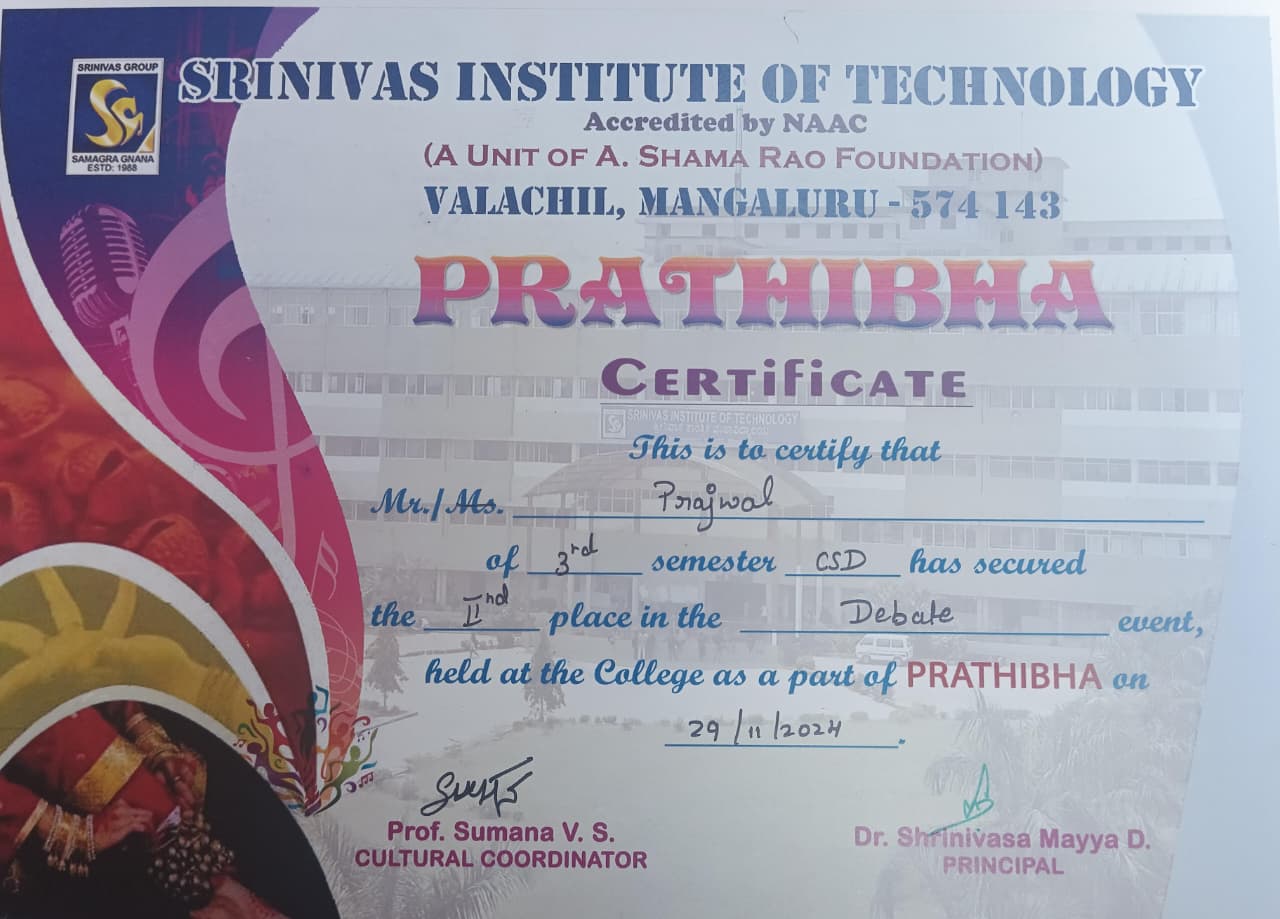 SRINIVAS GROUP
SAMAGRA GNANA
ESTD: 1988
SRINIVAS INSTITUTE OF TECHNOLOGY
Accredited by NAAC
(A UNIT OF A. SHAMA RAO FOUNDATION)
VALACHIL, MANGALURU - 574 143
PRATHIBHA
CERTIFICATE
SRINIVAS INSTITUTE OF TECHNOLOGY
This is to certify that
Mr./Ms. Prajwal
of 3rd semester CSD has secured
the IInd place in the Debate event,
held at the College as a part of PRATHIBHA on
29/11/2024.
Prof. Sumana V. S.
CULTURAL COORDINATOR
Dr. Shrinivasa Mayya D.
PRINCIPAL